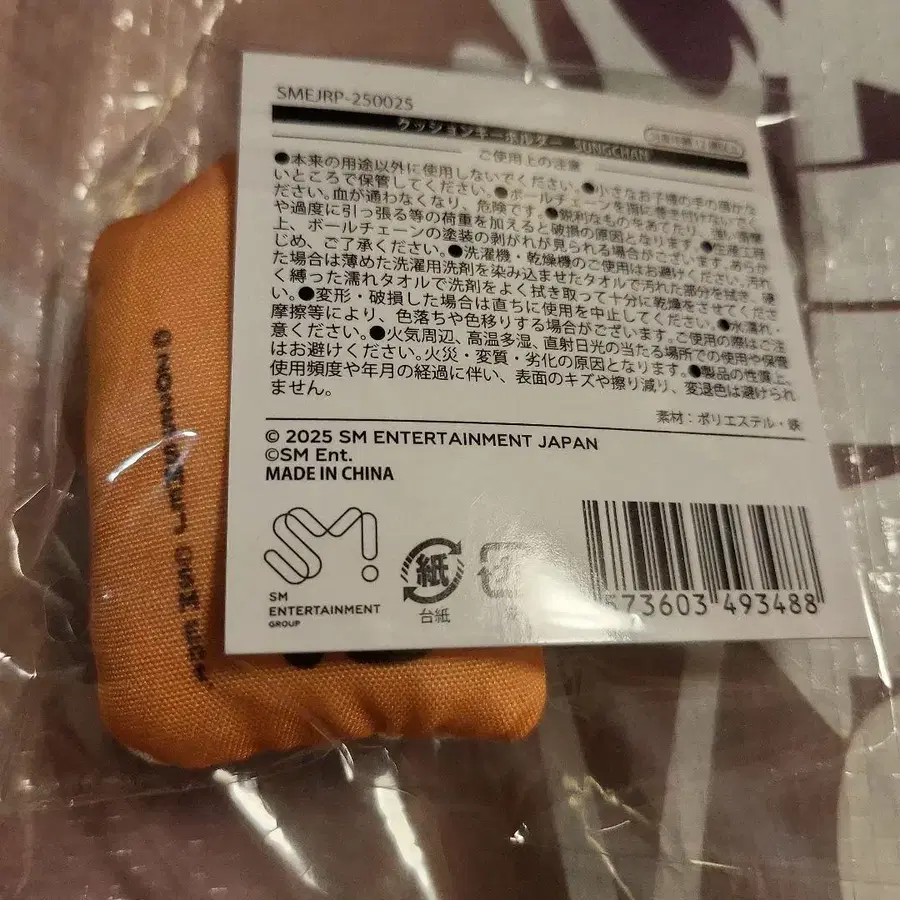 SMEJRP-250025
クッションキーホルダー SUNGCHAN
ご使用上の注意
●本来の用途以外に使用しないでください。●小さなお子様の手の届かな
いところで保管してください。●ボールチェーンを指に巻き付けないでく
ださい。血が通わなくなり、危険です。●鋭利なものをあてたり、強い衝撃
や過度に引っ張る等の荷重を加えると破損の原因となります。●生産工程
上、ボールチェーンの塗装の剥がれが見られる場合がございます。あらか
じめ、ご了承ください。●洗濯機・乾燥機のご使用はお避けください。汚れ
た場合は薄めた洗濯用洗剤を染み込ませたタオルで汚れた部分を拭き、硬
く縛った濡れタオルで洗剤をよく拭き取って十分に乾燥をさせてくださ
い。●変形・破損した場合は直ちに使用を中止してください。●水濡れ・
摩擦等により、色落ちや色移りする場合がございます。ご使用の際はご注
意ください。●火気周辺、高温多湿、直射日光の当たる場所での使用や保管
はお避けください。火災・変質・劣化の原因となります。●製品の性質上、
使用頻度や年月の経過に伴い、表面のキズや擦り減り、変退色は避けられ
ません。
素材：ポリエステル・鉄
© 2025 SM ENTERTAINMENT JAPAN
©SM Ent.
MADE IN CHINA
SM
ENTERTAINMENT
GROUP
紙
台紙
573603 493488